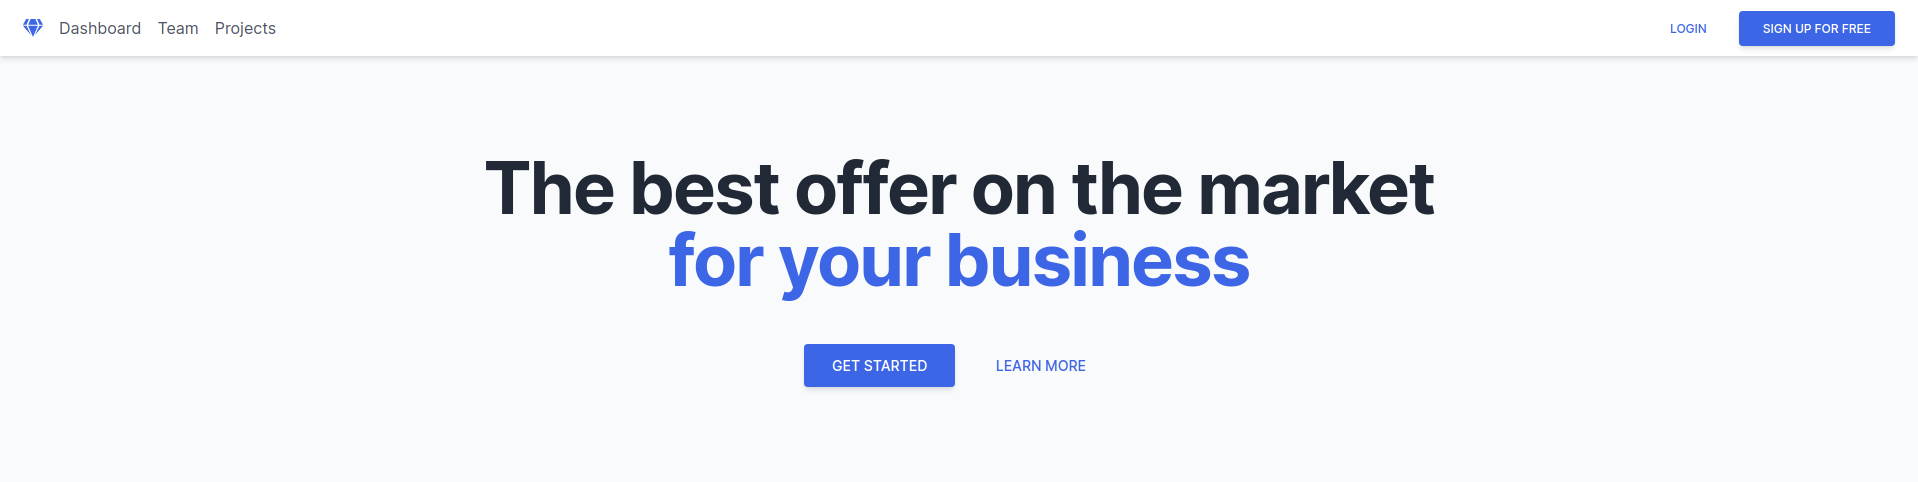 Dashboard Team Projects LOGIN SIGN UP FOR FREE
The best offer on the market
for your business
GET STARTED LEARN MORE